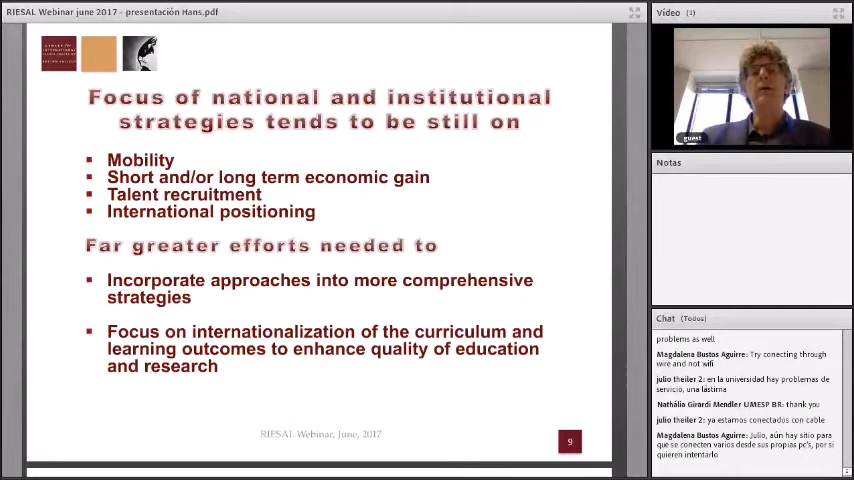 RIESAL Webinar june 2017 - presentación Hans.pdf
Focus of national and institutional
strategies tends to be still on
Mobility
Short and/or long term economic gain
Talent recruitment
International positioning
Far greater efforts needed to
Incorporate approaches into more comprehensive
strategies
Focus on internationalization of the curriculum and
learning outcomes to enhance quality of education
and research
RIESAL Webinar, June, 2017
9
Vídeo (1)
guest
Notas
Chat (Todos)
problems as well
Magdalena Bustos Aguirre: Try conecting through
wire and not wifi
julio theiler 2: en la universidad hay problemas de
servicio, una lástima
Nathália Girardi Mendler UMESP BR: thank you
julio theiler 2: ya estamos conectados con cable
Magdalena Bustos Aguirre: Julio, aún hay sitio para
que se conecten varios desde sus propias pc's, por si
quieren intentarlo